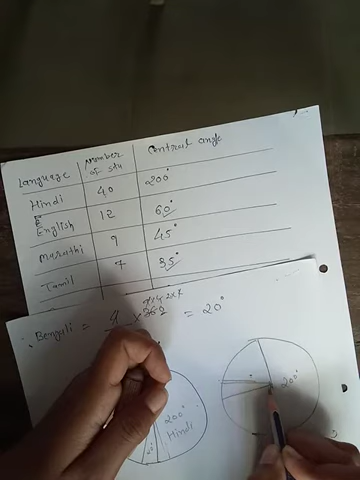 Language Number of stu Central angle
Hindi 40 200°
English 12 60°
Marathi 9 45°
Tamil 7 35°
∴ Bengali = 4 × = 20°
200°
Hindi
200°